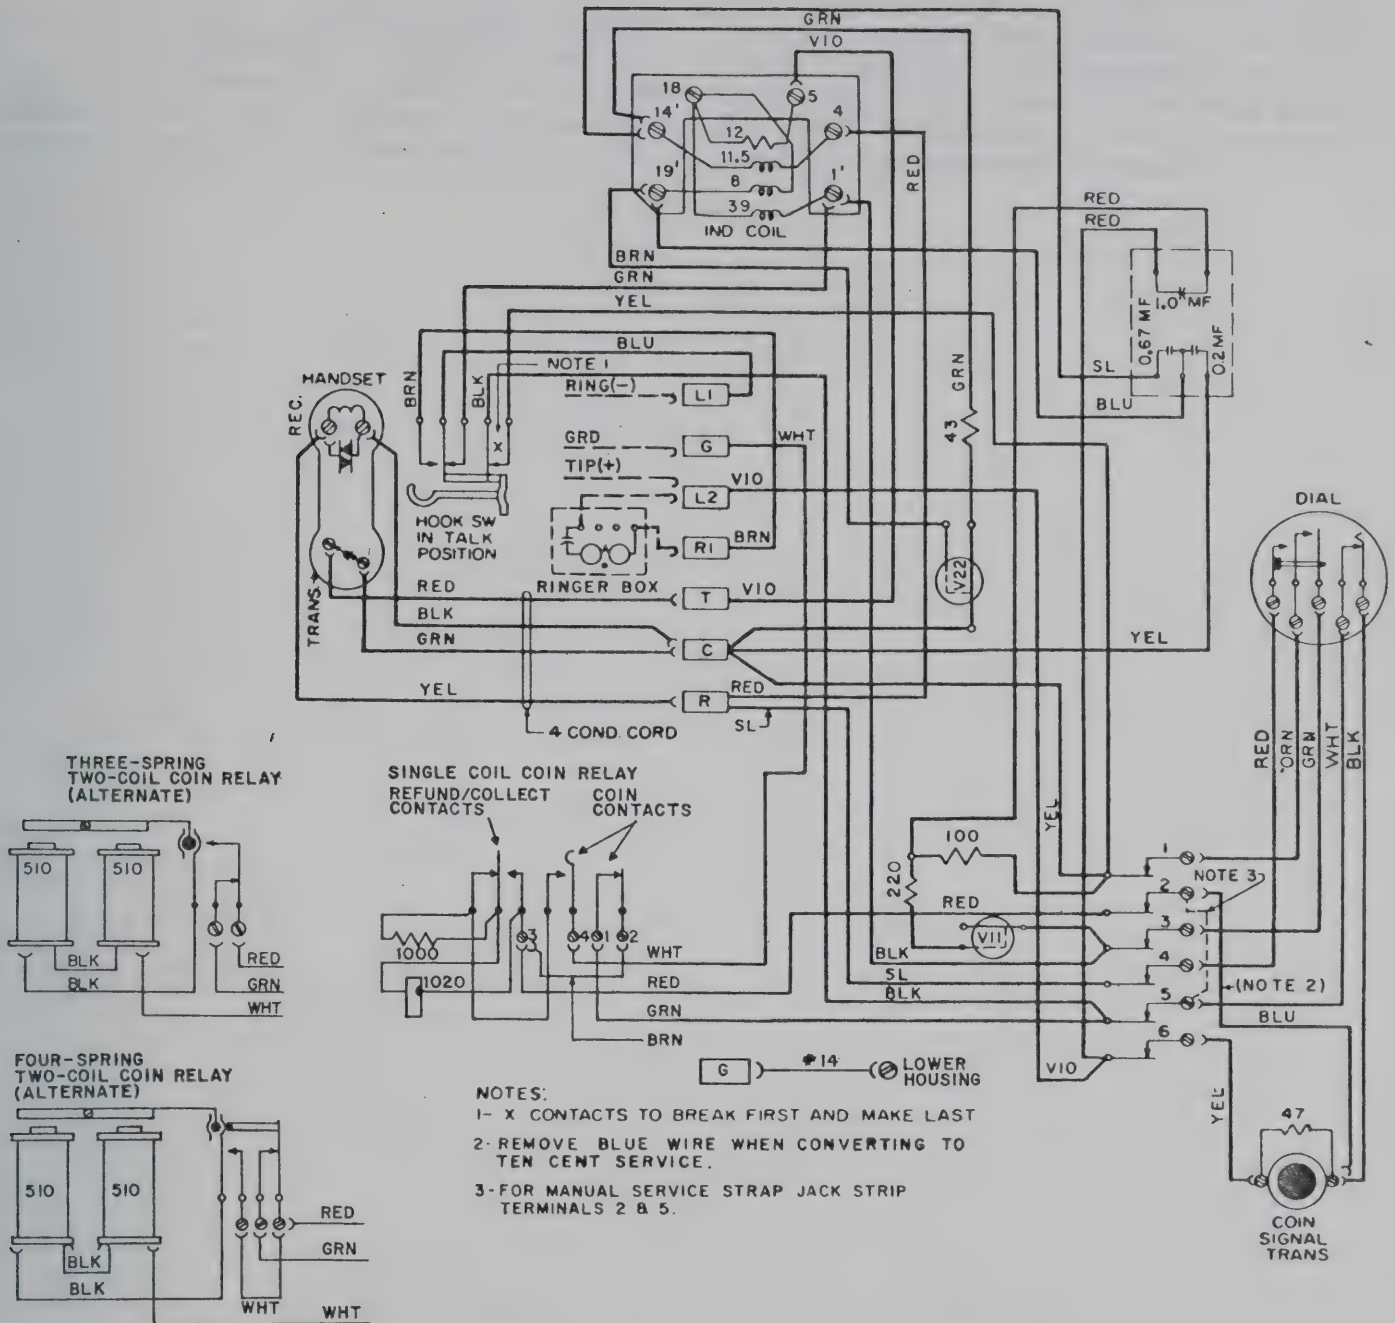 GRN
VIO
18
5
14'
4
12
11.5
19'
8
1'
39
IND COIL
RED
BRN
GRN
YEL
BLU
NOTE 1
RED
RED
1.0 MF
0.67 MF
0.2 MF
SL
BLU
HANDSET
REC.
BRN
BLK
X
RING(-)
L1
GRD
G
WHT
TIP(+)
L2
VIO
GRN
43
HOOK SW
IN TALK
POSITION
R1
BRN
RINGER BOX
V22
DIAL
TRANS
RED
T
VIO
BLK
GRN
C
YEL
YEL
R
RED
SL
4 COND. CORD
RED
ORN
GRN
WHT
BLK
THREE-SPRING
TWO-COIL COIN RELAY
(ALTERNATE)
510
510
BLK
BLK
RED
GRN
WHT
SINGLE COIL COIN RELAY
REFUND/COLLECT
CONTACTS
COIN
CONTACTS
1000
1020
3
4
1
2
WHT
RED
GRN
BRN
YEL
100
220
RED
V11
BLK
SL
BLK
VIO
1
2
NOTE 3
3
4
5
6
(NOTE 2)
BLU
YEL
47
COIN
SIGNAL
TRANS
FOUR-SPRING
TWO-COIL COIN RELAY
(ALTERNATE)
510
510
BLK
BLK
RED
GRN
WHT
WHT
G
#14
LOWER
HOUSING
NOTES:
1- X CONTACTS TO BREAK FIRST AND MAKE LAST
2- REMOVE BLUE WIRE WHEN CONVERTING TO
TEN CENT SERVICE.
3- FOR MANUAL SERVICE STRAP JACK STRIP
TERMINALS 2 & 5.